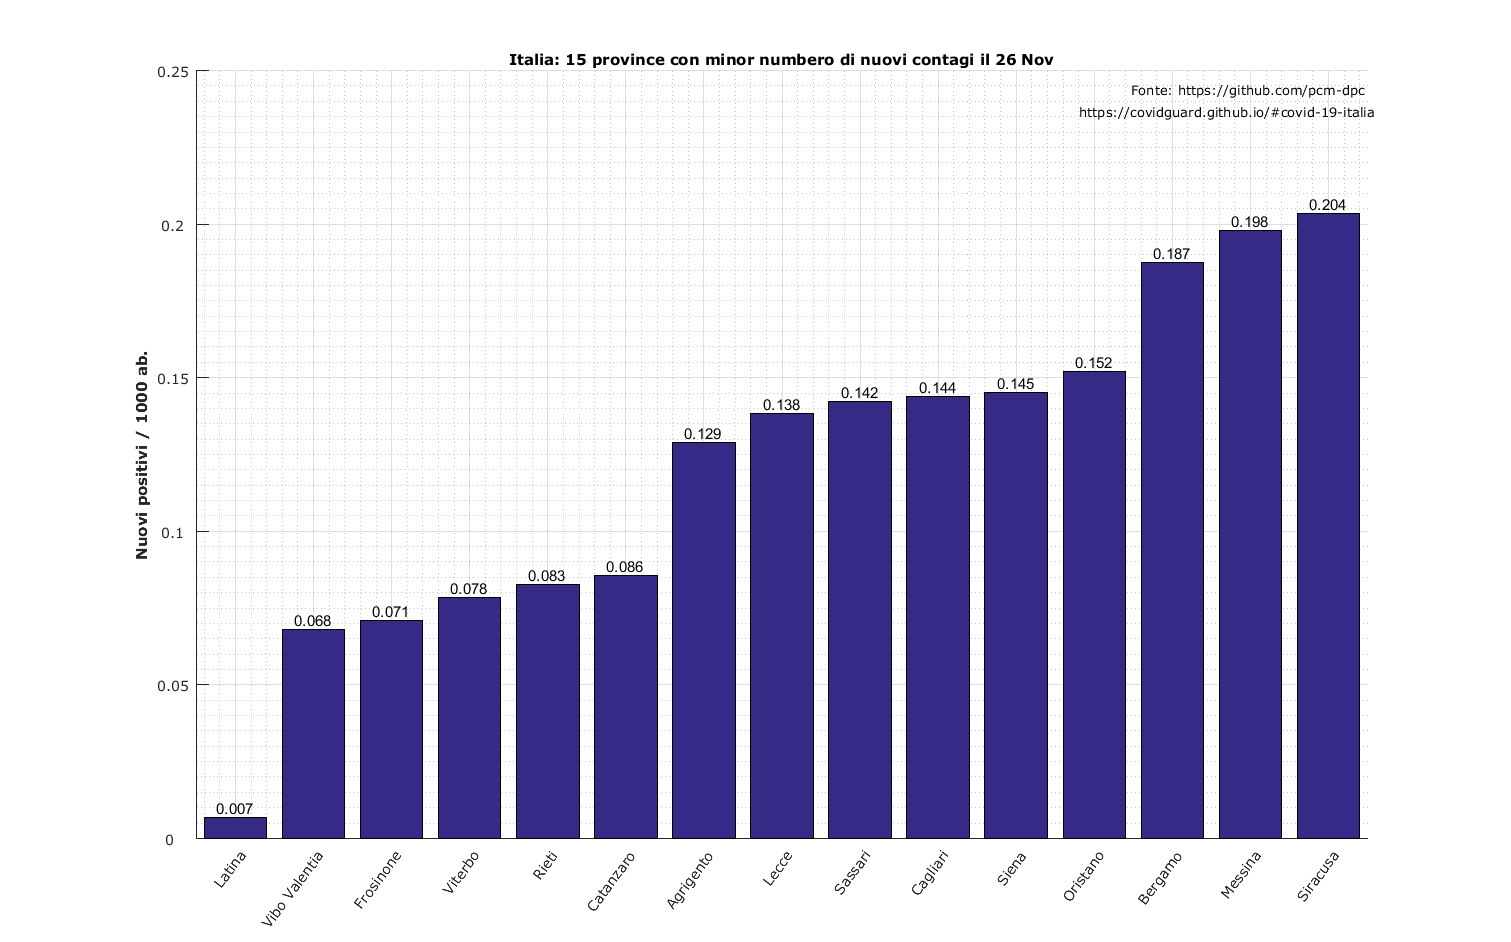 Italia: 15 province con minor numbero di nuovi contagi il 26 Nov
Fonte: https://github.com/pcm-dpc
https://covidguard.github.io/#covid-19-italia
Nuovi positivi / 1000 ab.
0.25
0.2
0.15
0.1
0.05
0
0.007
0.068
0.071
0.078
0.083
0.086
0.129
0.138
0.142
0.144
0.145
0.152
0.187
0.198
0.204
Latina
Vibo Valentia
Frosinone
Viterbo
Rieti
Catanzaro
Agrigento
Lecce
Sassari
Cagliari
Siena
Oristano
Bergamo
Messina
Siracusa